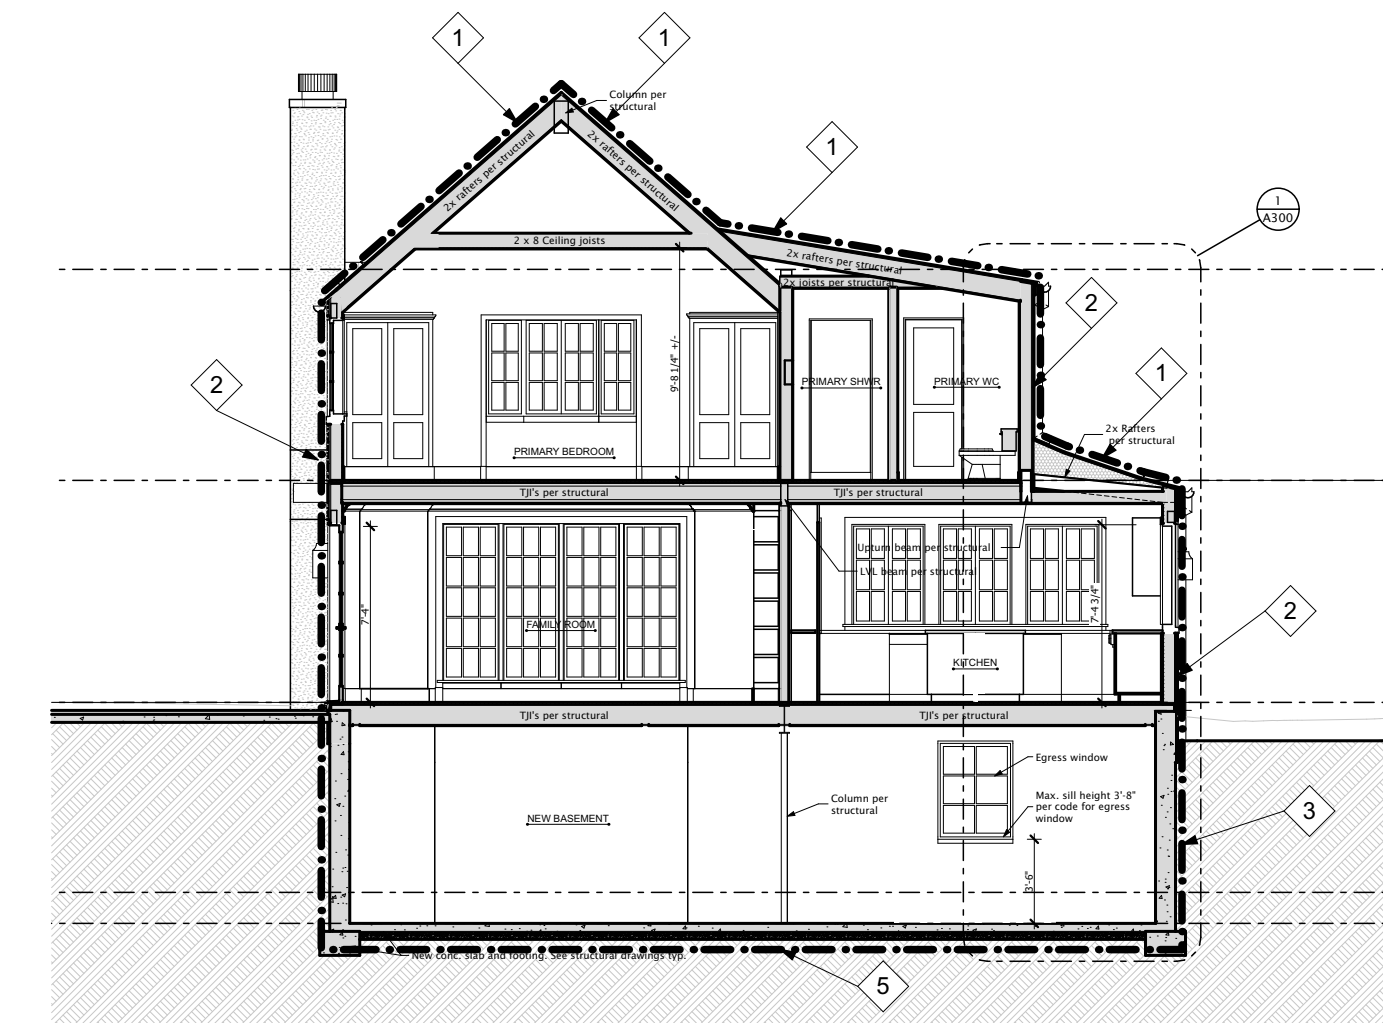 1
1
Column per
structural
2x rafters per structural
2x rafters per structural
1
1
A300
2 x 8 Ceiling joists
2x rafters per structural
2x joists per structural
2
1
2
9'-8 1/4" +/-
PRIMARY SHWR
PRIMARY WC
2x Rafters
per structural
PRIMARY BEDROOM
TJI's per structural
TJI's per structural
Upturn beam per structural
LVL beam per structural
7'-4"
7'-4 3/4"
2
FAMILY ROOM
KITCHEN
TJI's per structural
TJI's per structural
Egress window
Max. sill height 3'-8"
per code for egress
window
Column per
structural
3
NEW BASEMENT
3'-6"
New conc. slab and footing. See structural drawings typ.
5